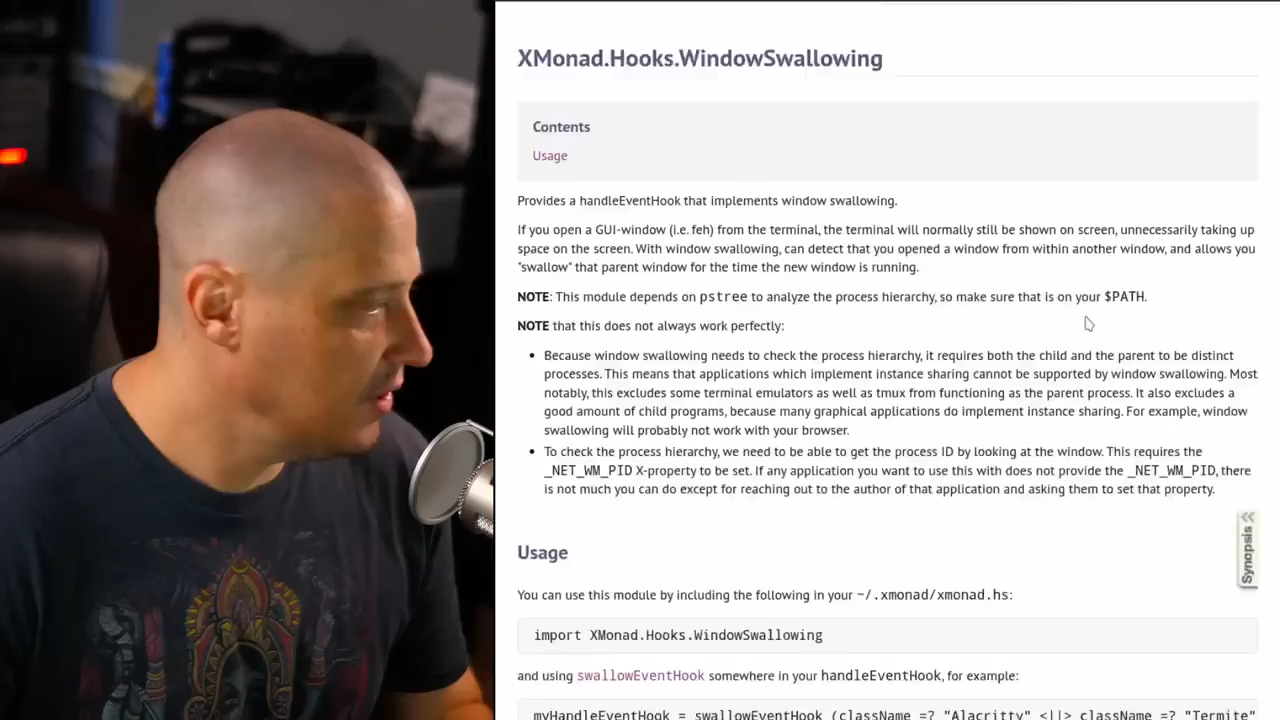 XMonad.Hooks.WindowSwallowing
Contents
Usage
Provides a handleEventHook that implements window swallowing.
If you open a GUI-window (i.e. feh) from the terminal, the terminal will normally still be shown on screen, unnecessarily taking up
space on the screen. With window swallowing, can detect that you opened a window from within another window, and allows you
"swallow" that parent window for the time the new window is running.
NOTE: This module depends on pstree to analyze the process hierarchy, so make sure that is on your $PATH.
NOTE that this does not always work perfectly:
• Because window swallowing needs to check the process hierarchy, it requires both the child and the parent to be distinct
processes. This means that applications which implement instance sharing cannot be supported by window swallowing. Most
notably, this excludes some terminal emulators as well as tmux from functioning as the parent process. It also excludes a
good amount of child programs, because many graphical applications do implement instance sharing. For example, window
swallowing will probably not work with your browser.
• To check the process hierarchy, we need to be able to get the process ID by looking at the window. This requires the
_NET_WM_PID X-property to be set. If any application you want to use this with does not provide the _NET_WM_PID, there
is not much you can do except for reaching out to the author of that application and asking them to set that property.
Synopsis
Usage
You can use this module by including the following in your ~/.xmonad/xmonad.hs:
import XMonad.Hooks.WindowSwallowing
and using swallowEventHook somewhere in your handleEventHook, for example:
myHandleEventHook = swallowEventHook (className =? "Alacritty" <||> className =? "Termite"